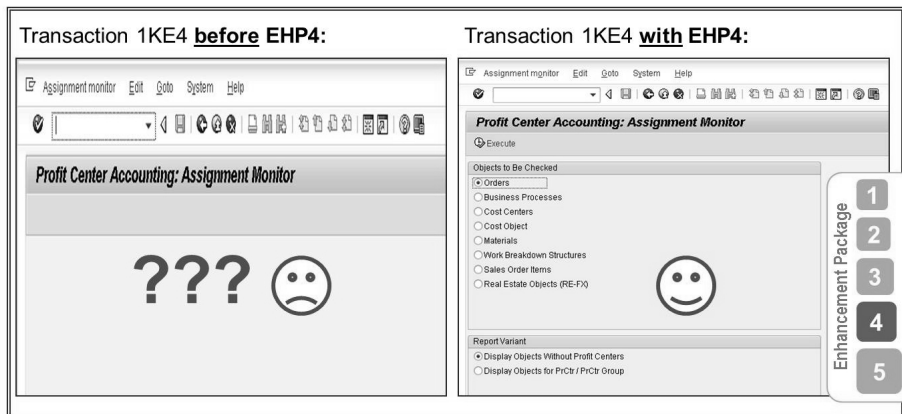 Transaction 1KE4 before EHP4:
Assignment monitor Edit Goto System Help
Profit Center Accounting: Assignment Monitor
???
Transaction 1KE4 with EHP4:
Assignment monitor Edit Goto System Help
Profit Center Accounting: Assignment Monitor
Execute
Objects to Be Checked
Orders
Business Processes
Cost Centers
Cost Object
Materials
Work Breakdown Structures
Sales Order Items
Real Estate Objects (RE-FX)
Report Variant
Display Objects Without Profit Centers
Display Objects for PrCtr / PrCtr Group
Enhancement Package
1
2
3
4
5